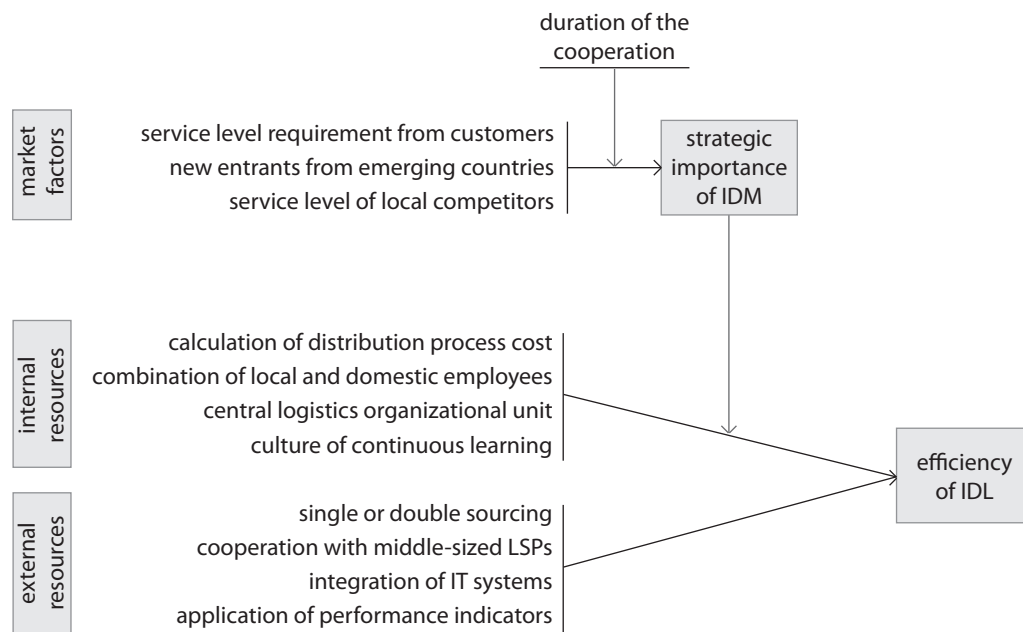 duration of the
cooperation
market
factors
service level requirement from customers
new entrants from emerging countries
service level of local competitors
strategic
importance
of IDM
internal
resources
calculation of distribution process cost
combination of local and domestic employees
central logistics organizational unit
culture of continuous learning
efficiency
of IDL
external
resources
single or double sourcing
cooperation with middle-sized LSPs
integration of IT systems
application of performance indicators